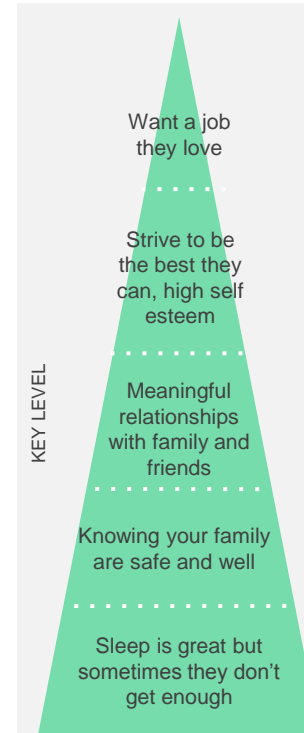 Want a job
they love
Strive to be
the best they
can, high self
esteem
KEY LEVEL
Meaningful
relationships
with family and
friends
Knowing your family
are safe and well
Sleep is great but
sometimes they don’t
get enough